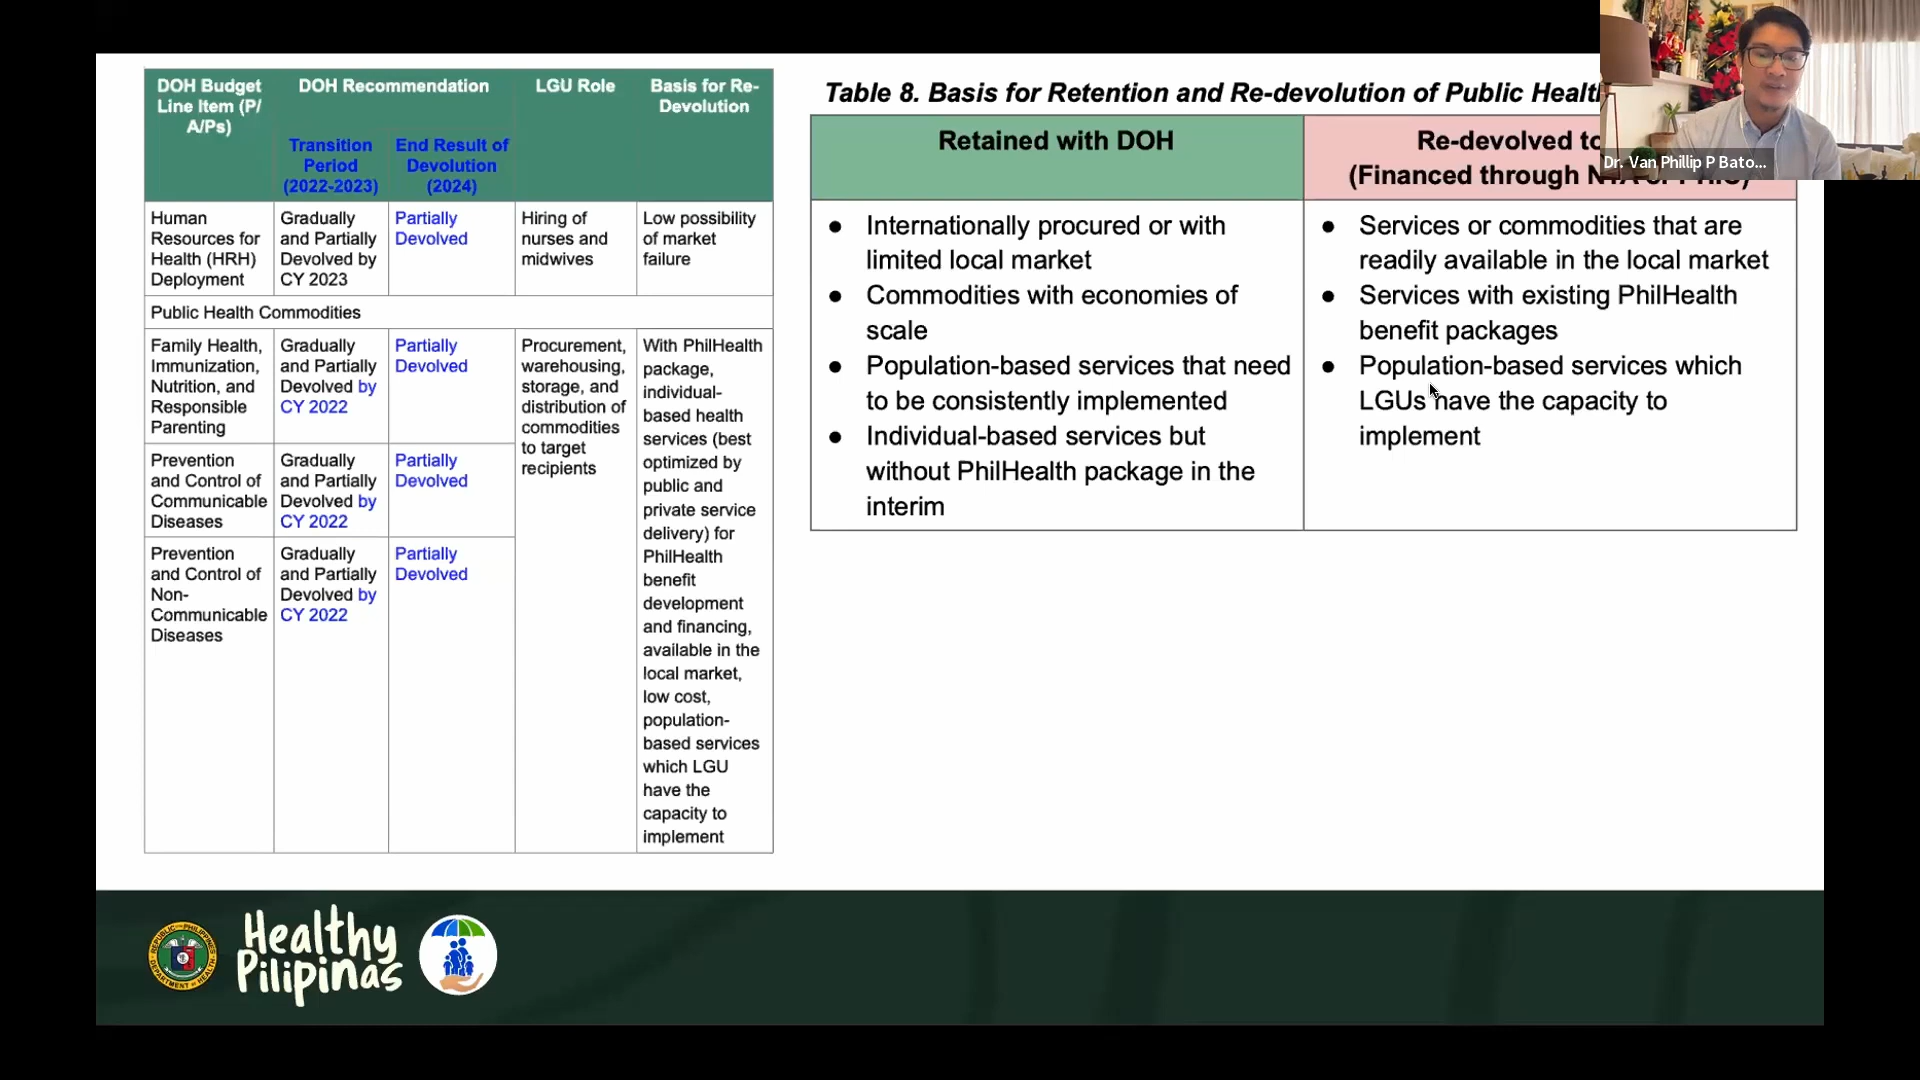 DOH Budget
Line Item (P/
A/Ps)
DOH Recommendation
LGU Role
Basis for Re-
Devolution
Transition
Period
(2022-2023)
End Result of
Devolution
(2024)
Human
Resources for
Health (HRH)
Deployment
Gradually
and Partially
Devolved by
CY 2023
Partially
Devolved
Hiring of
nurses and
midwives
Low possibility
of market
failure
Public Health Commodities
Family Health,
Immunization,
Nutrition, and
Responsible
Parenting
Gradually
and Partially
Devolved by
CY 2022
Partially
Devolved
Procurement,
warehousing,
storage, and
distribution of
commodities
to target
recipients
With PhilHealth
package,
individual-
based health
services (best
optimized by
public and
private service
delivery) for
PhilHealth
benefit
development
and financing,
available in the
local market,
low cost,
population-
based services
which LGU
have the
capacity to
implement
Prevention
and Control of
Communicable
Diseases
Gradually
and Partially
Devolved by
CY 2022
Partially
Devolved
Prevention
and Control of
Non-
Communicable
Diseases
Gradually
and Partially
Devolved by
CY 2022
Partially
Devolved
Table 8. Basis for Retention and Re-devolution of Public
Retained with DOH
Re-devolved to
(Financed through
● Internationally procured or with
limited local market
● Commodities with economies of
scale
● Population-based services that need
to be consistently implemented
● Individual-based services but
without PhilHealth package in the
interim
● Services or commodities that are
readily available in the local market
● Services with existing PhilHealth
benefit packages
● Population-based services which
LGUs have the capacity to
implement
Dr. Van Phillip P Bato...
Healthy
Pilipinas